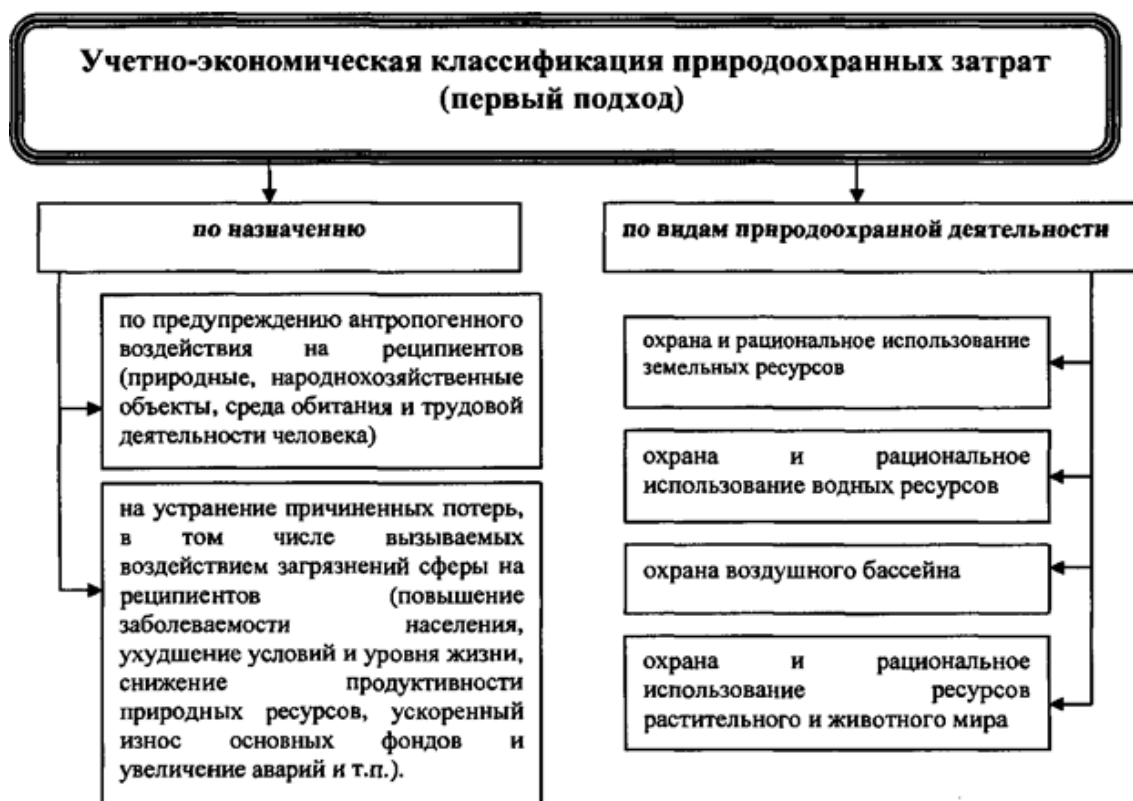 Учетно-экономическая классификация природоохранных затрат
(первый подход)
по назначению
по предупреждению антропогенного
воздействия на реципиентов
(природные, народнохозяйственные
объекты, среда обитания и трудовой
деятельности человека)
на устранение причиненных потерь,
в том числе вызываемых
воздействием загрязнений сферы на
реципиентов (повышение
заболеваемости населения,
ухудшение условий и уровня жизни,
снижение продуктивности
природных ресурсов, ускоренный
износ основных фондов и
увеличение аварий и т.п.).
по видам природоохранной деятельности
охрана и рациональное использование
земельных ресурсов
охрана и рациональное
использование водных ресурсов
охрана воздушного бассейна
охрана и рациональное
использование ресурсов
растительного и животного мира